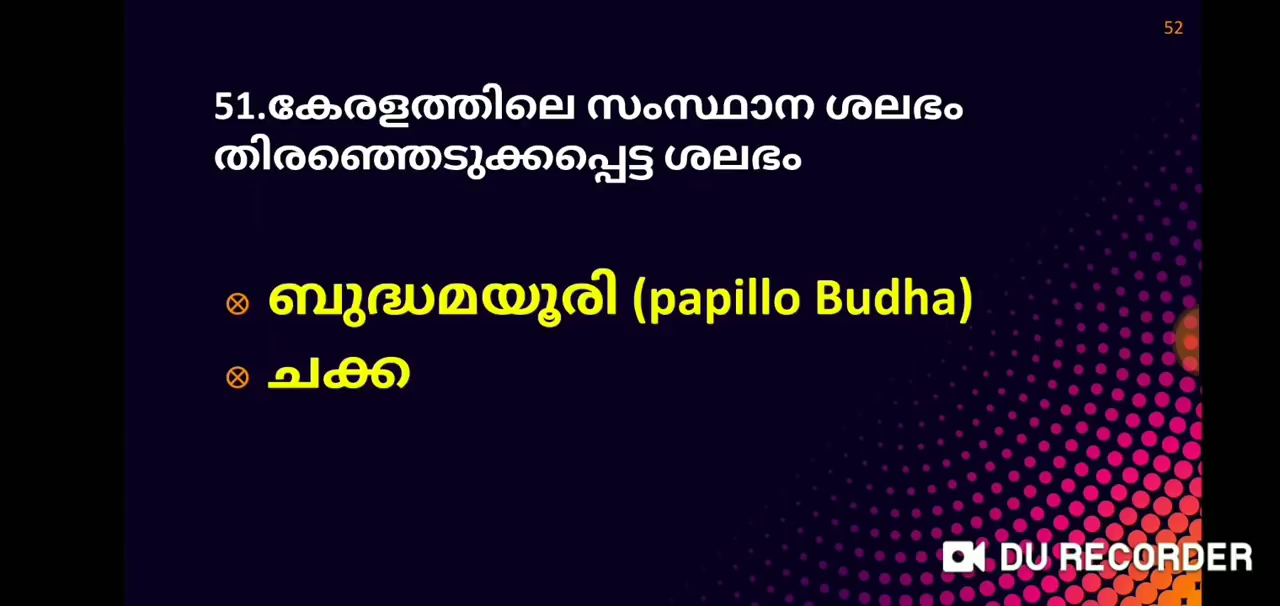 52
51.കേരളത്തിലെ സംസ്ഥാന ശലഭം
തിരഞ്ഞെടുക്കപ്പെട്ട ശലഭം
ബുദ്ധമയൂരി (papillo Budha)
ചക്ക
DU RECORDER